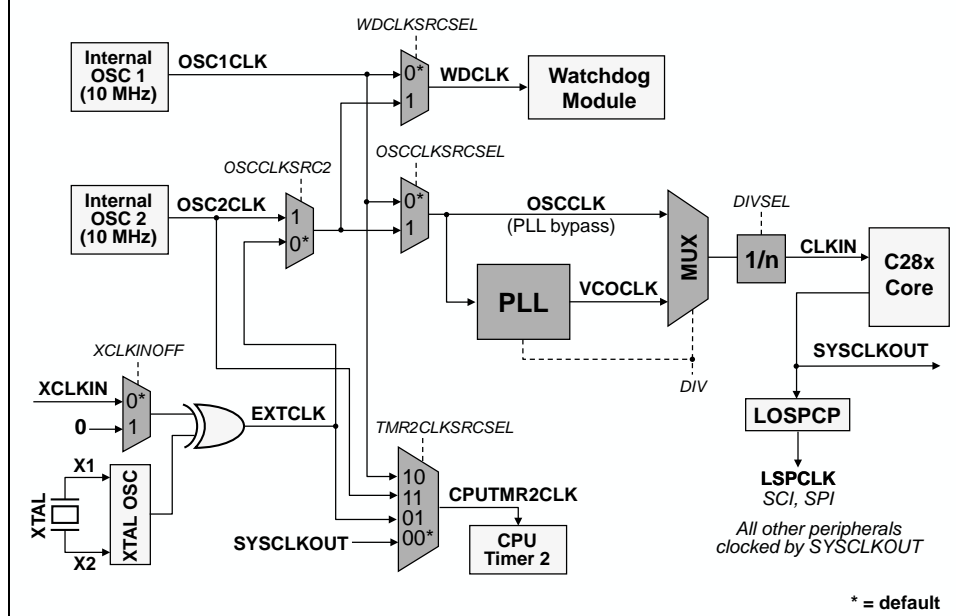 WDCLKSRCSEL
Internal
OSC 1
(10 MHz)
OSC1CLK
0*
1
WDCLK
Watchdog
Module
OSCCLKSRC2
OSCCLKSRCSEL
Internal
OSC 2
(10 MHz)
OSC2CLK
1
0*
0*
1
OSCCLK
(PLL bypass)
MUX
DIVSEL
1/n
CLKIN
C28x
Core
PLL
VCOCLK
DIV
SYSCLKOUT
XCLKINOFF
XCLKIN
0*
0
1
EXTCLK
LOSPCP
LSPCLK
SCI, SPI
All other peripherals
clocked by SYSCLKOUT
X1
XTAL
XTAL OSC
X2
TMR2CLKSRCSEL
10
11
01
00*
SYSCLKOUT
CPUTMR2CLK
CPU
Timer 2
* = default